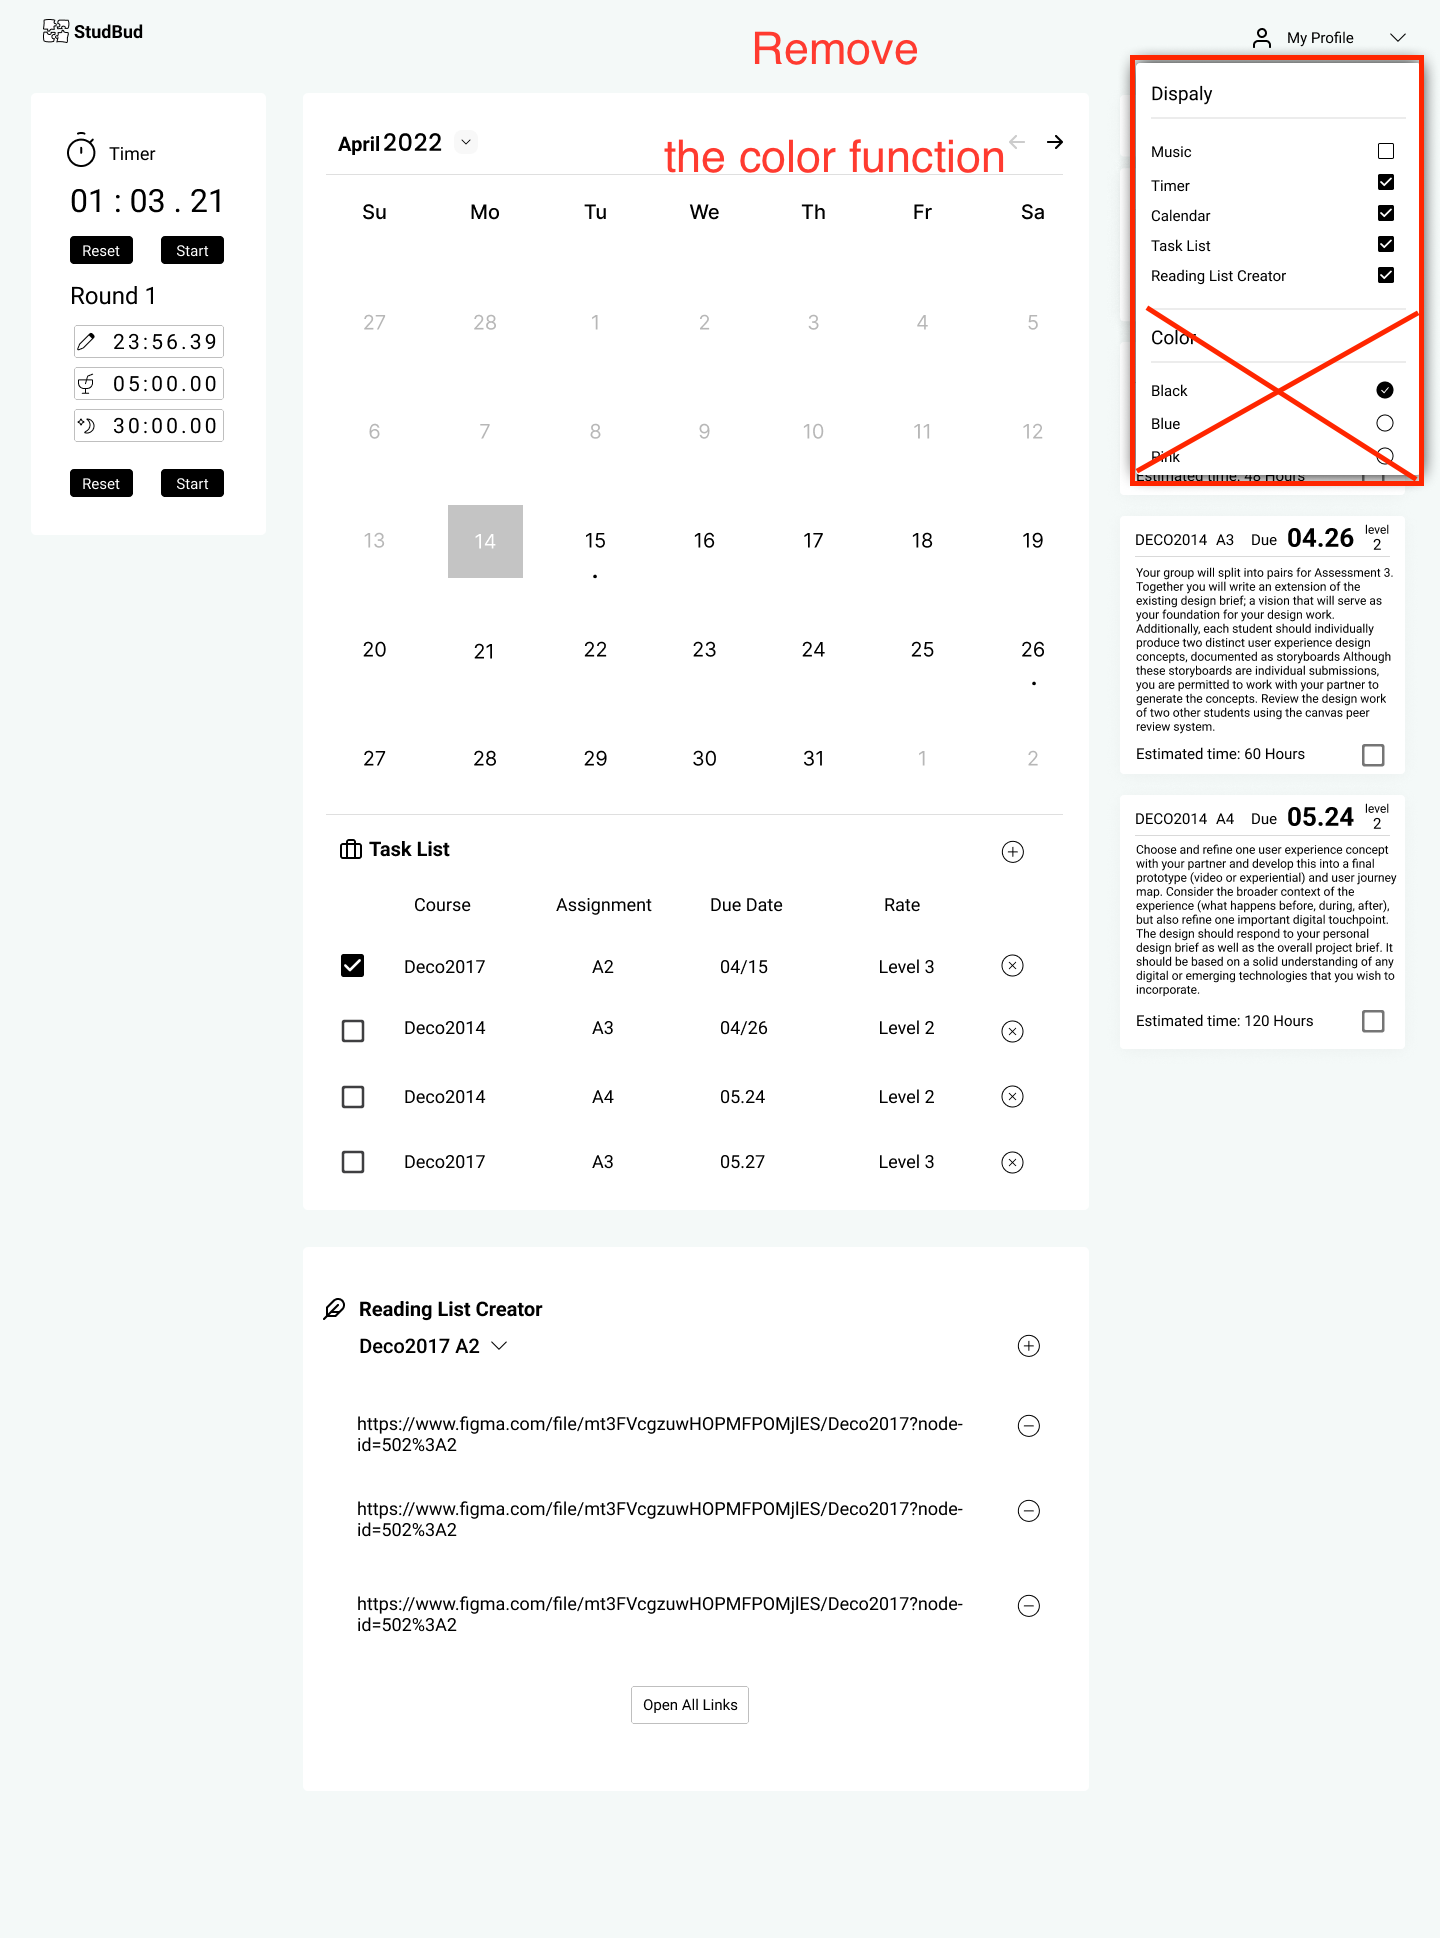 StudBud
Remove
My Profile
Timer
01 : 03 . 21
Reset Start
Round 1
23:56.39
05:00.00
30:00.00
Reset Start
April 2022
the color function
Su Mo Tu We Th Fr Sa
27 28 1 2 3 4 5
6 7 8 9 10 11 12
13 14 15 16 17 18 19
20 21 22 23 24 25 26
27 28 29 30 31 1 2
Task List
Course Assignment Due Date Rate
Deco2017 A2 04/15 Level 3
Deco2014 A3 04/26 Level 2
Deco2014 A4 05.24 Level 2
Deco2017 A3 05.27 Level 3
Reading List Creator
Deco2017 A2
https://www.figma.com/file/mt3FVcgzuwHOPMFPOMjlES/Deco2017?node-
id=502%3A2
https://www.figma.com/file/mt3FVcgzuwHOPMFPOMjlES/Deco2017?node-
id=502%3A2
https://www.figma.com/file/mt3FVcgzuwHOPMFPOMjlES/Deco2017?node-
id=502%3A2
Open All Links
Dispaly
Music
Timer
Calendar
Task List
Reading List Creator
Color
Black
Blue
Pink
Estimated time: 48 Hours
DECO2014 A3 Due 04.26 level
2
Your group will split into pairs for Assessment 3.
Together you will write an extension of the
existing design brief; a vision that will serve as
your foundation for your design work.
Additionally, each student should individually
produce two distinct user experience design
concepts, documented as storyboards Although
these storyboards are individual submissions,
you are permitted to work with your partner to
generate the concepts. Review the design work
of two other students using the canvas peer
review system.
Estimated time: 60 Hours
DECO2014 A4 Due 05.24 level
2
Choose and refine one user experience concept
with your partner and develop this into a final
prototype (video or experiential) and user journey
map. Consider the broader context of the
experience (what happens before, during, after),
but also refine one important digital touchpoint.
The design should respond to your personal
design brief as well as the overall project brief. It
should be based on a solid understanding of any
digital or emerging technologies that you wish to
incorporate.
Estimated time: 120 Hours